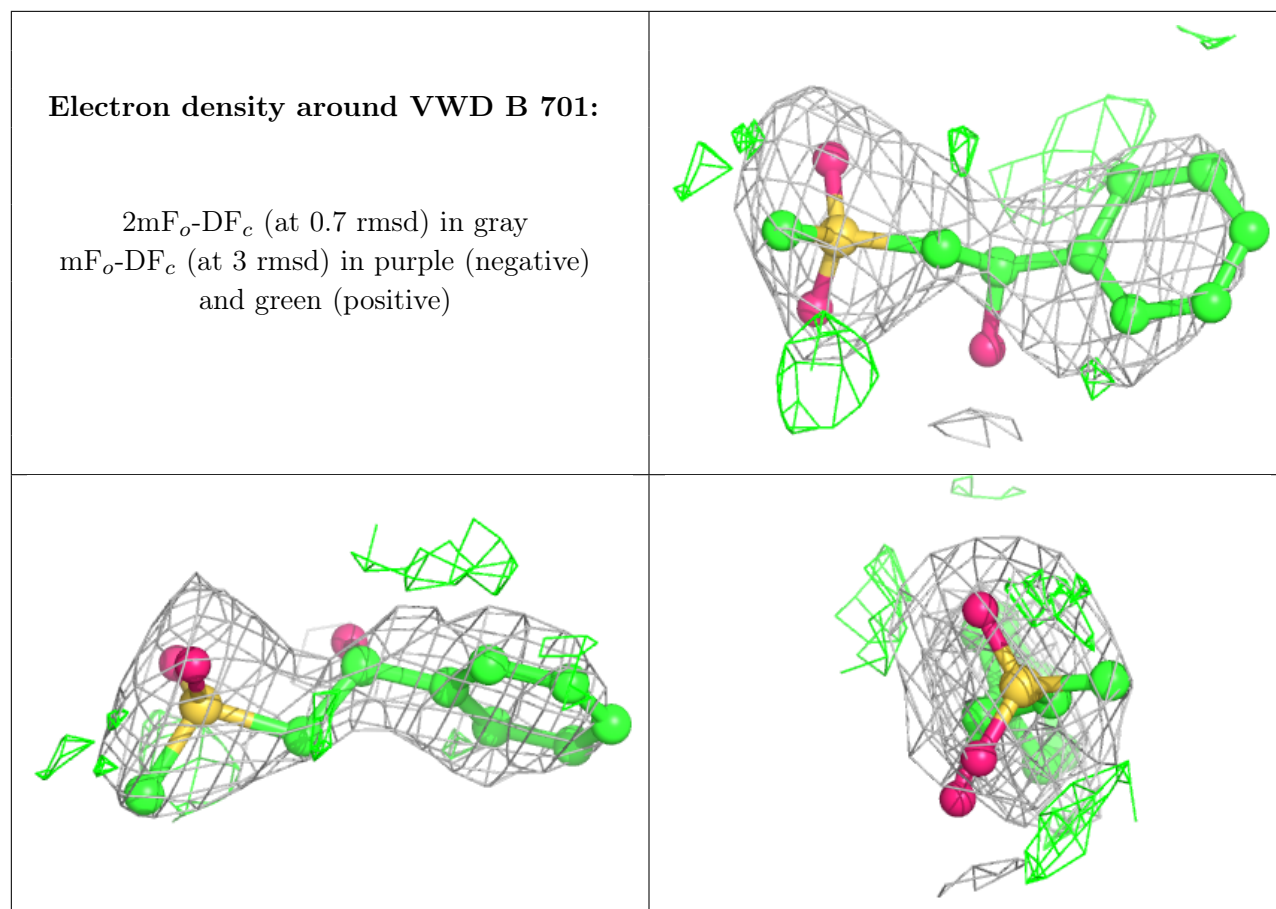 Electron density around VWD B 701:
2mFo-DFc (at 0.7 rmsd) in gray
mFo-DFc (at 3 rmsd) in purple (negative)
and green (positive)